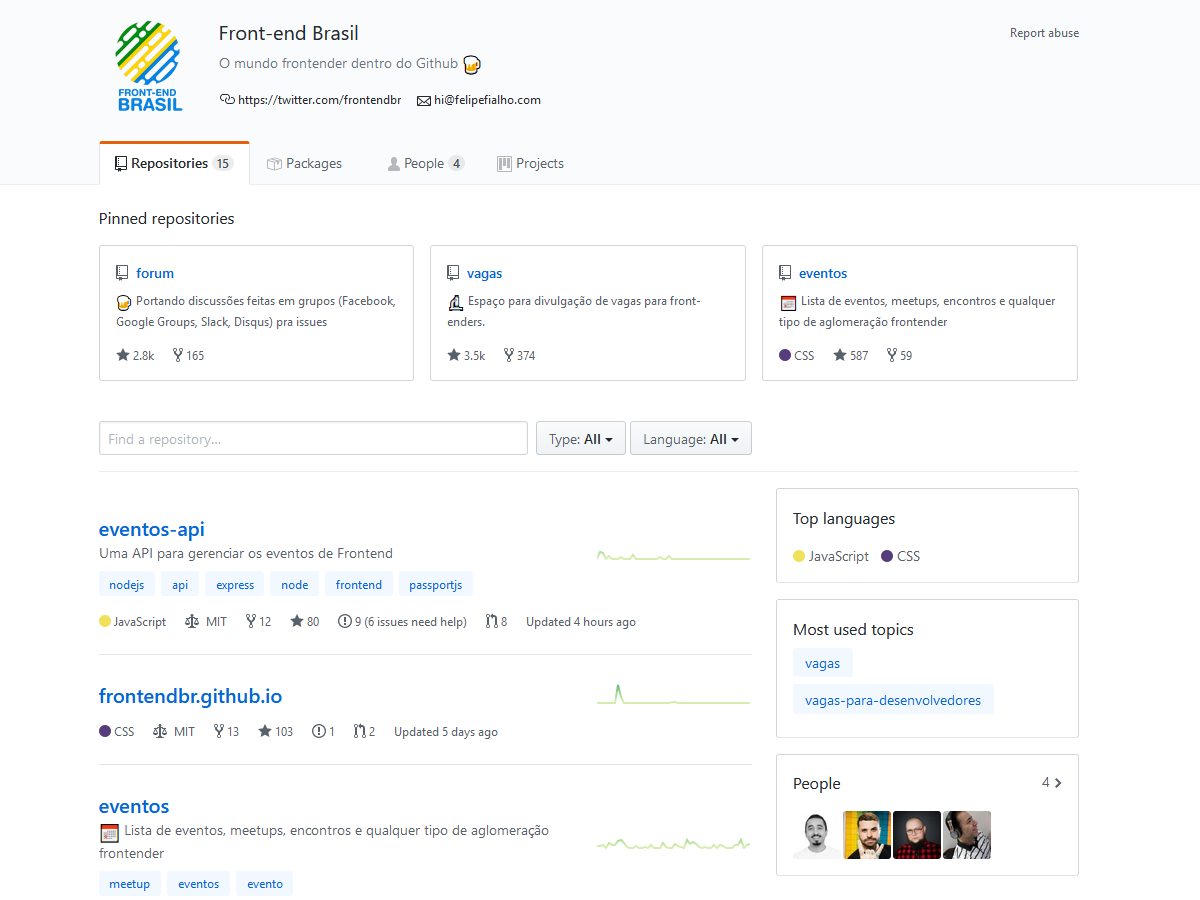 FRONT-END
BRASIL
Front-end Brasil
O mundo frontender dentro do Github
https://twitter.com/frontendbr hi@felipefialho.com
Report abuse
Repositories 15 Packages People 4 Projects
Pinned repositories
forum
Portando discussões feitas em grupos (Facebook,
Google Groups, Slack, Disqus) pra issues
2.8k 165
vagas
Espaço para divulgação de vagas para front-
enders.
3.5k 374
eventos
Lista de eventos, meetups, encontros e qualquer
tipo de aglomeração frontender
CSS 587 59
Find a repository...
Type: All Language: All
eventos-api
Uma API para gerenciar os eventos de Frontend
nodejs api express node frontend passportjs
JavaScript MIT 12 80 9 (6 issues need help) 8 Updated 4 hours ago
frontendbr.github.io
CSS MIT 13 103 1 2 Updated 5 days ago
eventos
Lista de eventos, meetups, encontros e qualquer tipo de aglomeração
frontender
meetup eventos evento
Top languages
JavaScript CSS
Most used topics
vagas
vagas-para-desenvolvedores
People 4